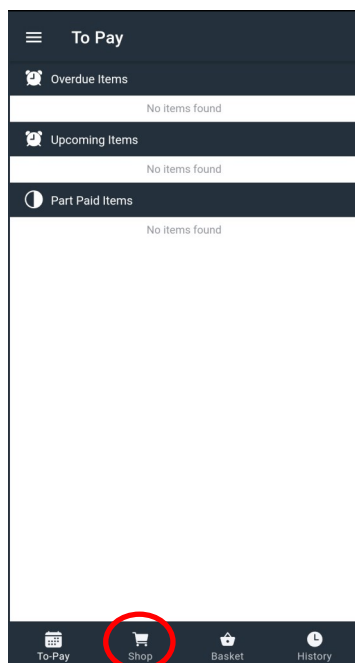 To Pay
Overdue Items
No items found
Upcoming Items
No items found
Part Paid Items
No items found
To-Pay Shop Basket History